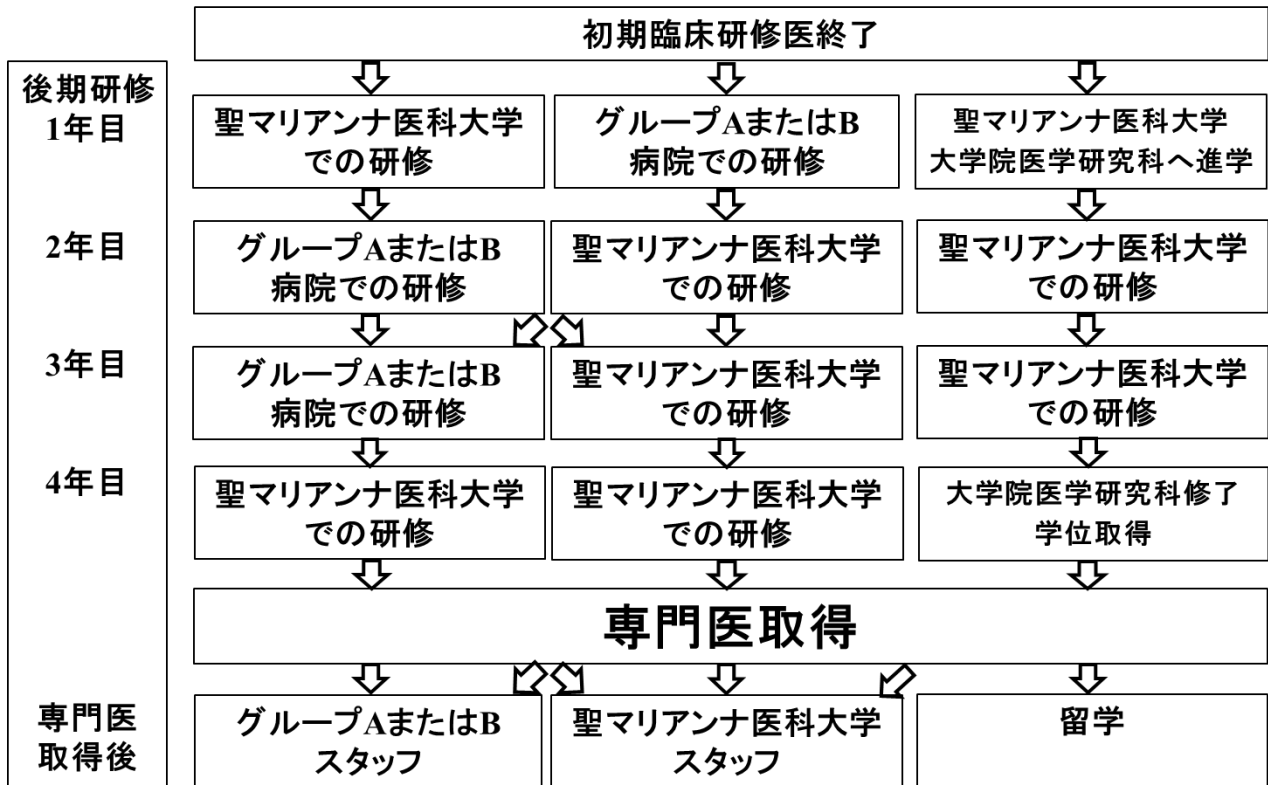 初期臨床研修医終了
後期研修
1年目
聖マリアンナ医科大学
での研修
グループAまたはB
病院での研修
聖マリアンナ医科大学
大学院医学研究科へ進学
2年目
グループAまたはB
病院での研修
聖マリアンナ医科大学
での研修
聖マリアンナ医科大学
での研修
3年目
グループAまたはB
病院での研修
聖マリアンナ医科大学
での研修
聖マリアンナ医科大学
での研修
4年目
聖マリアンナ医科大学
での研修
聖マリアンナ医科大学
での研修
大学院医学研究科修了
学位取得
専門医取得
専門医
取得後
グループAまたはB
スタッフ
聖マリアンナ医科大学
スタッフ
留学